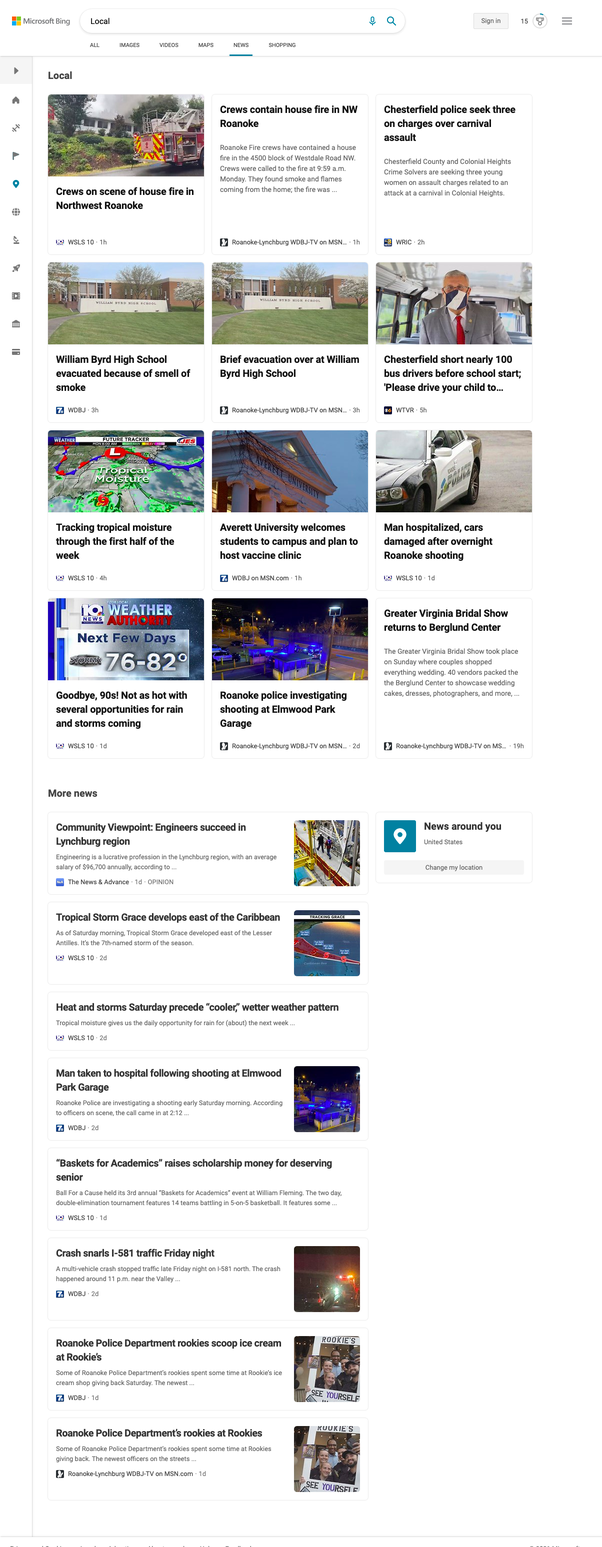 Microsoft Bing
Local
Sign in
15
ALL
IMAGES
VIDEOS
MAPS
NEWS
SHOPPING
Local
Crews on scene of house fire in
Northwest Roanoke
WSLS 10 · 1h
Crews contain house fire in NW
Roanoke
Roanoke Fire crews have contained a house
fire in the 4500 block of Westdale Road NW.
Crews were called to the fire at 9:59 a.m.
Monday. They found smoke and flames
coming from the home; the fire was ...
Roanoke-Lynchburg WDBJ-TV on MSN... · 1h
Chesterfield police seek three
on charges over carnival
assault
Chesterfield County and Colonial Heights
Crime Solvers are seeking three young
women on assault charges related to an
attack at a carnival in Colonial Heights.
WRIC · 2h
WILLIAM BYRD HIGH SCHOOL
William Byrd High School
evacuated because of smell of
smoke
WDBJ · 3h
WILLIAM BYRD HIGH SCHOOL
Brief evacuation over at William
Byrd High School
Roanoke-Lynchburg WDBJ-TV on MSN... · 3h
Chesterfield short nearly 100
bus drivers before school start;
'Please drive your child to...
WTVR · 5h
WEATHER
FUTURE TRACKER
JES
L
Tropical
Moisture
Tracking tropical moisture
through the first half of the
week
WSLS 10 · 4h
AVERETT UNIVERSITY
Averett University welcomes
students to campus and plan to
host vaccine clinic
WDBJ on MSN.com · 1h
POLICE
Man hospitalized, cars
damaged after overnight
Roanoke shooting
WSLS 10 · 1d
10 NEWS
WEATHER
AUTHORITY
Next Few Days
STORMS
76-82°
Goodbye, 90s! Not as hot with
several opportunities for rain
and storms coming
WSLS 10 · 1d
Roanoke police investigating
shooting at Elmwood Park
Garage
Roanoke-Lynchburg WDBJ-TV on MSN... · 2d
Greater Virginia Bridal Show
returns to Berglund Center
The Greater Virginia Bridal Show took place
on Sunday where couples shopped
everything wedding. 40 vendors packed the
the Berglund Center to showcase wedding
cakes, dresses, photographers, and more, ...
Roanoke-Lynchburg WDBJ-TV on MS... · 19h
More news
Community Viewpoint: Engineers succeed in
Lynchburg region
Engineering is a lucrative profession in the Lynchburg region, with an average
salary of $96,700 annually, according to ...
The News & Advance · 1d · OPINION
News around you
United States
Change my location
Tropical Storm Grace develops east of the Caribbean
As of Saturday morning, Tropical Storm Grace developed east of the Lesser
Antilles. It's the 7th-named storm of the season.
WSLS 10 · 2d
TRACKING GRACE
Heat and storms Saturday precede “cooler,” wetter weather pattern
Tropical moisture gives us the daily opportunity for rain for (about) the next week ...
WSLS 10 · 2d
Man taken to hospital following shooting at Elmwood
Park Garage
Roanoke Police are investigating a shooting early Saturday morning. According
to officers on scene, the call came in at 2:12 ...
WDBJ · 2d
“Baskets for Academics” raises scholarship money for deserving
senior
Ball For a Cause held its 3rd annual “Baskets for Academics” event at William Fleming. The two day,
double-elimination tournament features 14 teams battling in 5-on-5 basketball. It features some ...
WSLS 10 · 1d
Crash snarls I-581 traffic Friday night
A multi-vehicle crash stopped traffic late Friday night on I-581 north. The crash
happened around 11 p.m. near the Valley ...
WDBJ · 2d
Roanoke Police Department rookies scoop ice cream
at Rookie's
Some of Roanoke Police Department's rookies spent some time at Rookie's ice
cream shop giving back Saturday. The newest ...
WDBJ · 1d
ROOKIE'S
SEE YOURSELF
Roanoke Police Department's rookies at Rookies
Some of Roanoke Police Department's rookies spent some time at Rookies
giving back. The newest officers on the streets ...
Roanoke-Lynchburg WDBJ-TV on MSN.com · 1d
ROOKIE'S
SEE YOURSELF